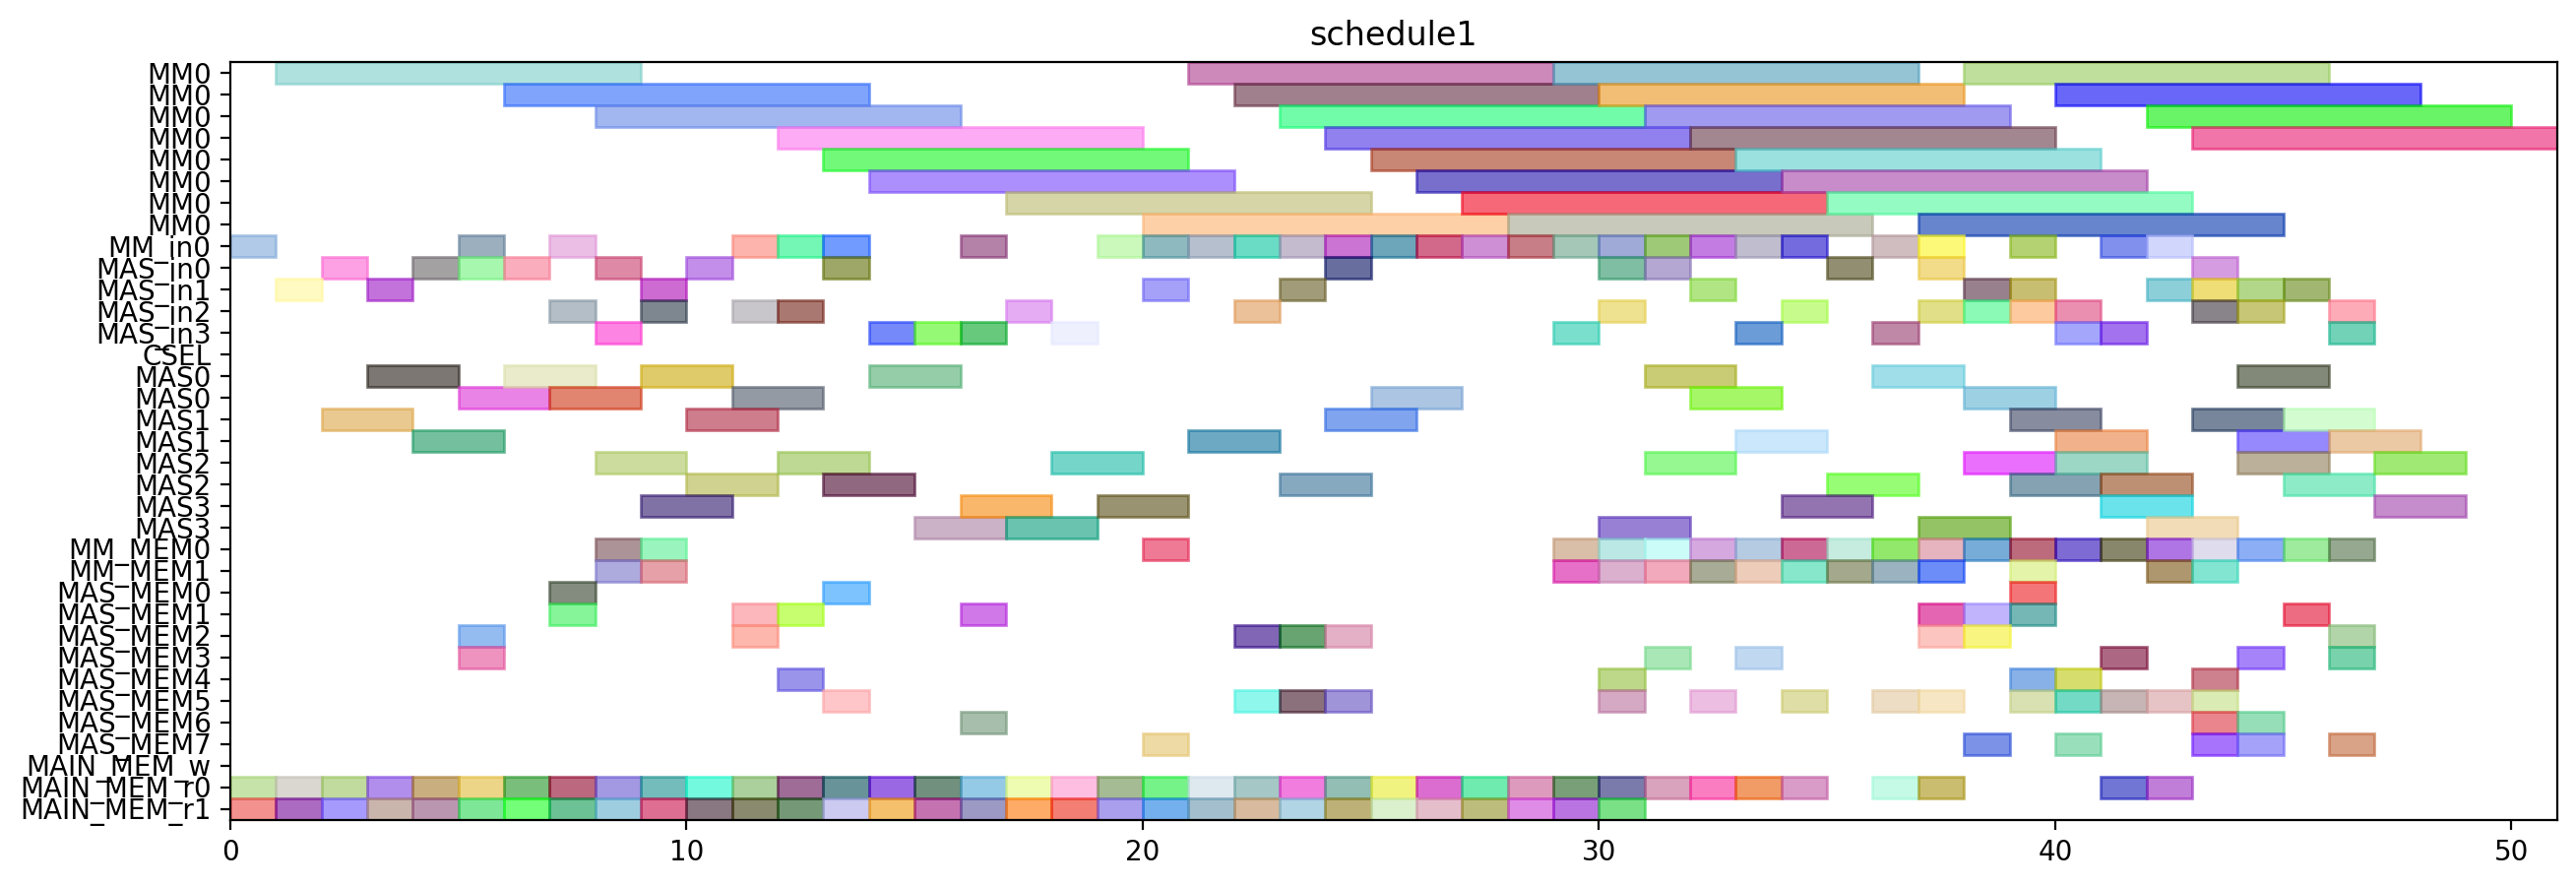 schedule1
MM0
MM0
MM0
MM0
MM0
MM0
MM0
MM0
MM_in0
MAS_in0
MAS_in1
MAS_in2
MAS_in3
CSEL
MAS0
MAS0
MAS1
MAS1
MAS2
MAS2
MAS3
MAS3
MM_MEM0
MM_MEM1
MAS_MEM0
MAS_MEM1
MAS_MEM2
MAS_MEM3
MAS_MEM4
MAS_MEM5
MAS_MEM6
MAS_MEM7
MAIN_MEM_w
MAIN_MEM_r0
MAIN_MEM_r1
0 10 20 30 40 50